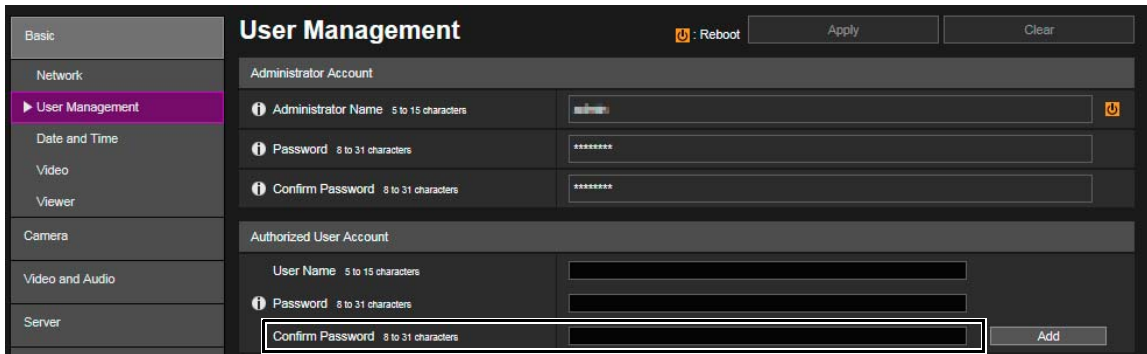 Basic
Network
User Management
Date and Time
Video
Viewer
Camera
Video and Audio
Server
User Management
: Reboot
Apply
Clear
Administrator Account
Administrator Name 5 to 15 characters
Password 8 to 31 characters
********
Confirm Password 8 to 31 characters
********
Authorized User Account
User Name 5 to 15 characters
Password 8 to 31 characters
Confirm Password 8 to 31 characters
Add